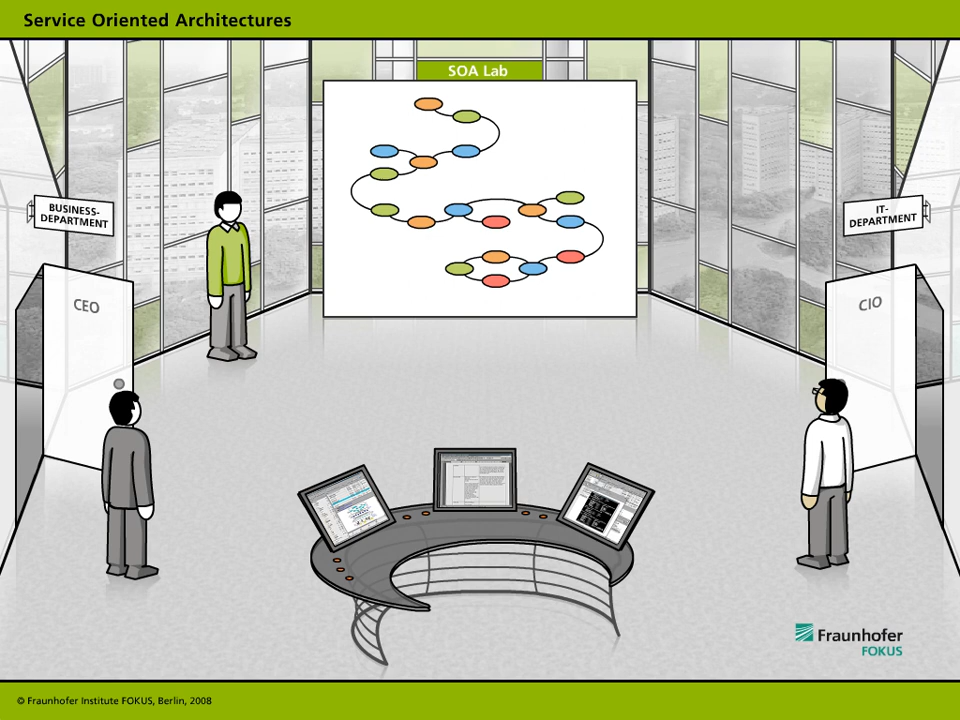 Service Oriented Architectures
SOA Lab
BUSINESS-
DEPARTMENT
IT-
DEPARTMENT
CEO
CIO
Fraunhofer
FOKUS
© Fraunhofer Institute FOKUS, Berlin, 2008